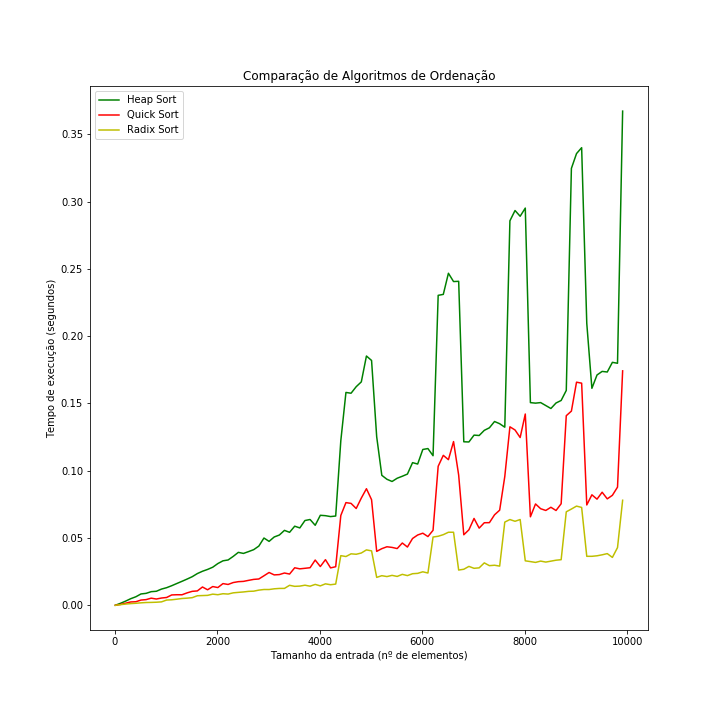 Comparação de Algoritmos de Ordenação
Heap Sort
Quick Sort
Radix Sort
0.35
0.30
0.25
0.20
0.15
0.10
0.05
0.00
Tempo de execução (segundos)
0 2000 4000 6000 8000 10000
Tamanho da entrada (nº de elementos)